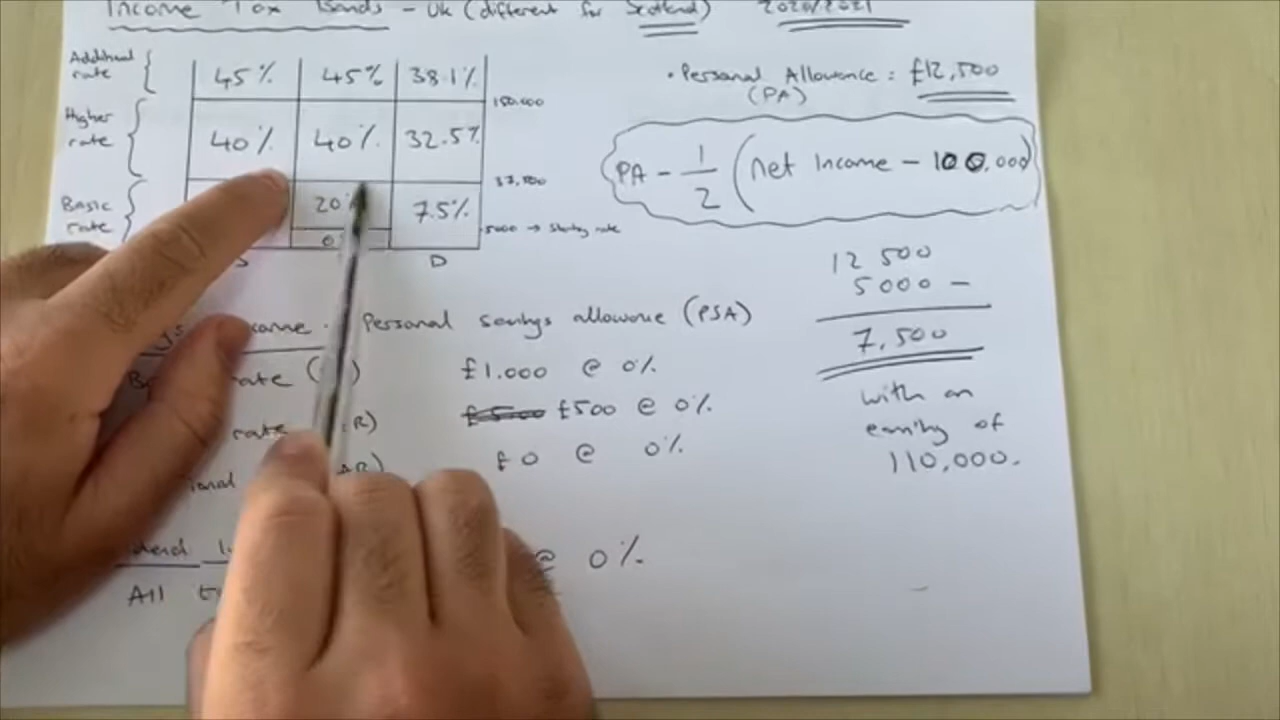 Income Tax Bands - UK (different for Scotland) 2020/2021
Additional rate
45% 45% 38.1%
150.000
Higher rate
40% 40% 32.5%
37,500
Basic rate
20% 7.5%
5000 → Starting rate
D
• Personal Allowance: £12,500
(PA)
PA - 1/2 (net income - 100,000)
12 500
5000 -
7,500
with an
earning of
110,000.
Personal savings allowance (PSA)
£1.000 @ 0%
£500 @ 0%
£0 @ 0%
@ 0%
All